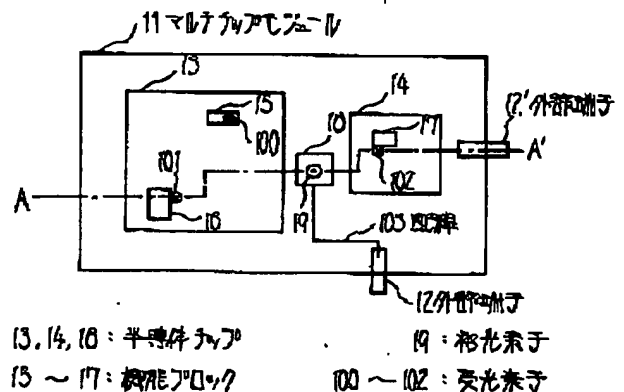 11 マルチチップモジュール
13
15
100
14
17
12'外部端子
18
101
102
A
A'
16
19
103 配線
12外部端子
13,14,18:半導体チップ
19:発光素子
15~17:機能ブロック
100~102:受光素子